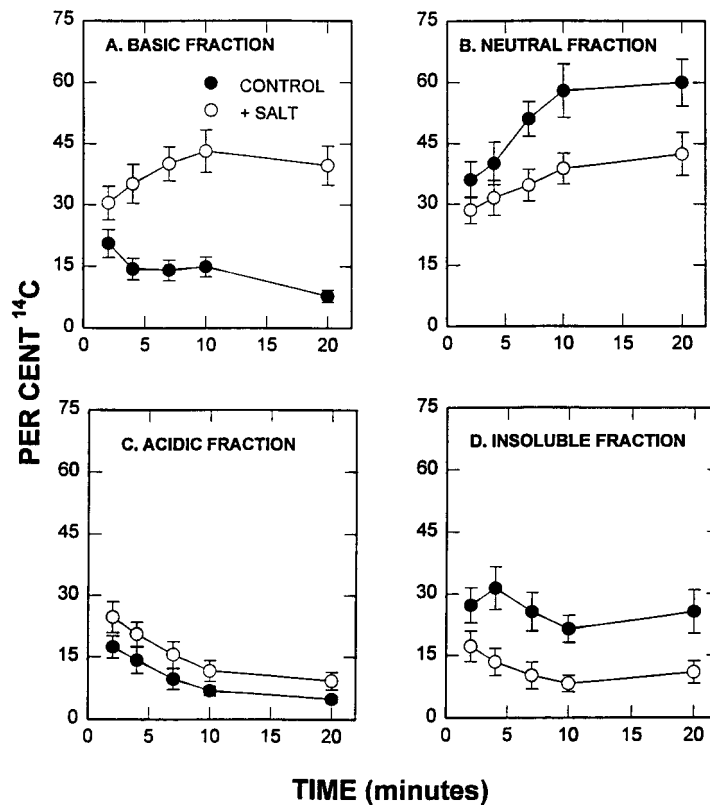 A. BASIC FRACTION
CONTROL
+ SALT
75
60
45
30
15
0
0 5 10 15 20
B. NEUTRAL FRACTION
75
60
45
30
15
0
0 5 10 15 20
C. ACIDIC FRACTION
75
60
45
30
15
0
0 5 10 15 20
D. INSOLUBLE FRACTION
75
60
45
30
15
0
0 5 10 15 20
PER CENT ¹⁴C
TIME (minutes)